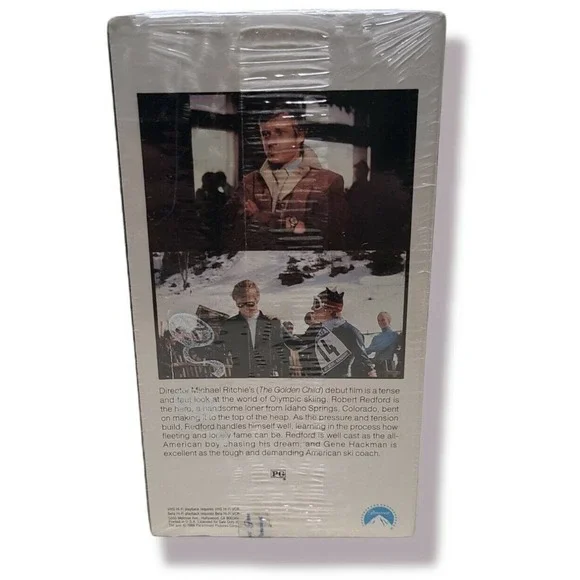 14
Director Michael Ritchie's (The Golden Child) debut film is a tense
and fast look at the world of Olympic skiing. Robert Redford is
the hero, a handsome loner from Idaho Springs, Colorado, bent
on making it to the top of the heap. As the pressure and tension
build, Redford handles himself well, learning in the process how
fleeting and lonely fame can be. Redford is well cast as the all-
American boy chasing his dream, and Gene Hackman is
excellent as the tough and demanding American ski coach.
PG
Paramount